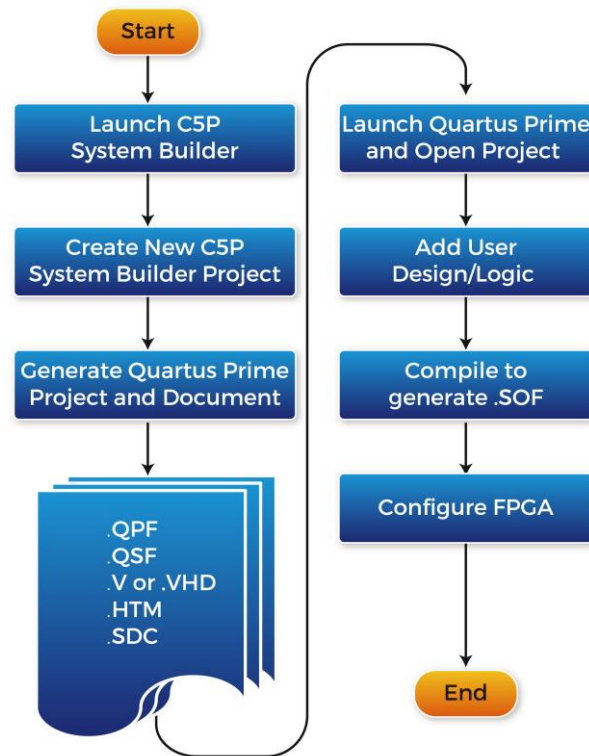 Start
Launch C5P
System Builder
Create New C5P
System Builder Project
Generate Quartus Prime
Project and Document
.QPF
.QSF
.V or .VHD
.HTM
.SDC
Launch Quartus Prime
and Open Project
Add User
Design/Logic
Compile to
generate .SOF
Configure FPGA
End